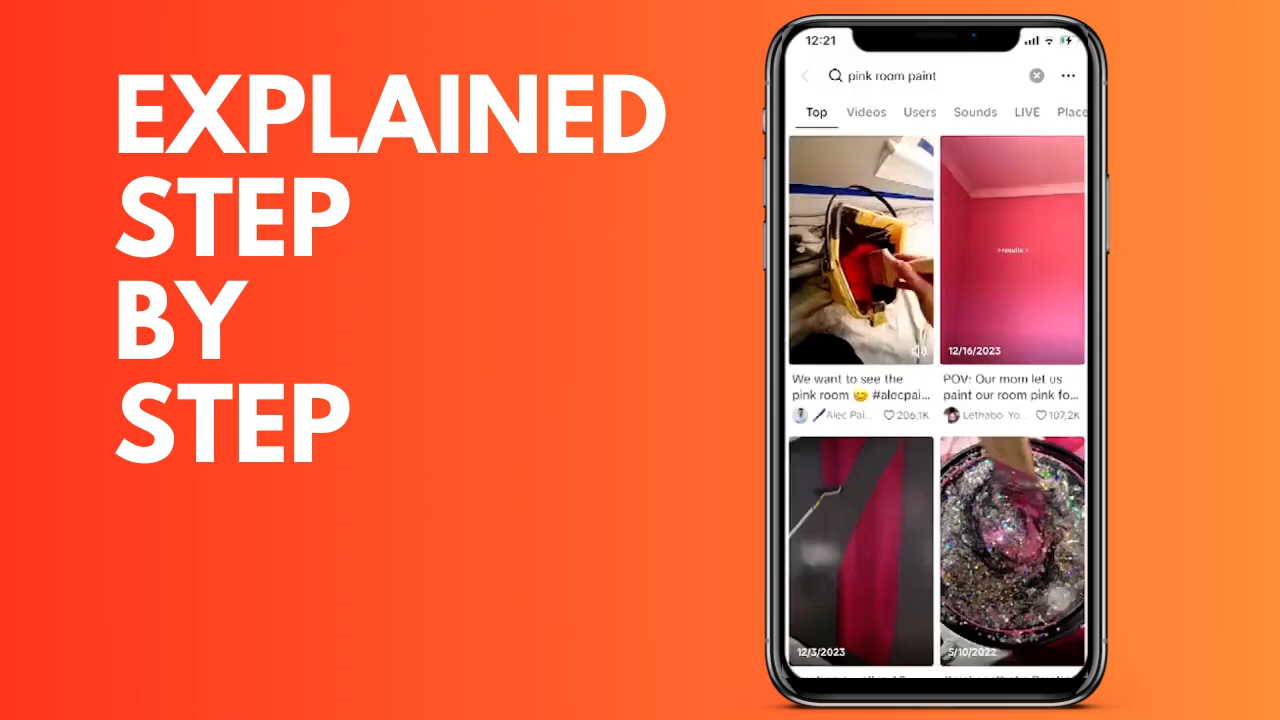 EXPLAINED
STEP
BY
STEP
12:21
pink room paint
Top Videos Users Sounds LIVE Place
>results:>
12/16/2023
We want to see the
pink room 😊 #alecpai...
Alec Pai... 206,1K
POV: Our mom let us
paint our room pink fo...
Lethabo Yo... 107,2K
12/3/2023
5/10/2022